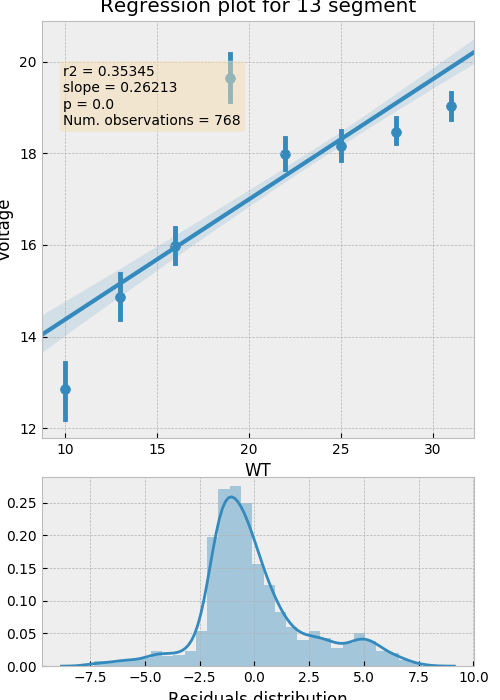 Regression plot for 13 segment
20
18
16
14
12
Voltage
r2 = 0.35345
slope = 0.26213
p = 0.0
Num. observations = 768
10 15 20 25 30
WT
0.25
0.20
0.15
0.10
0.05
0.00
−7.5 −5.0 −2.5 0.0 2.5 5.0 7.5 10.0
Residuals distribution